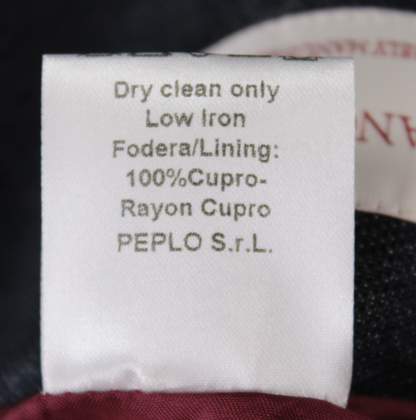 Dry clean only
Low Iron
Fodera/Lining:
100%Cupro-
Rayon Cupro
PEPLO S.r.L.